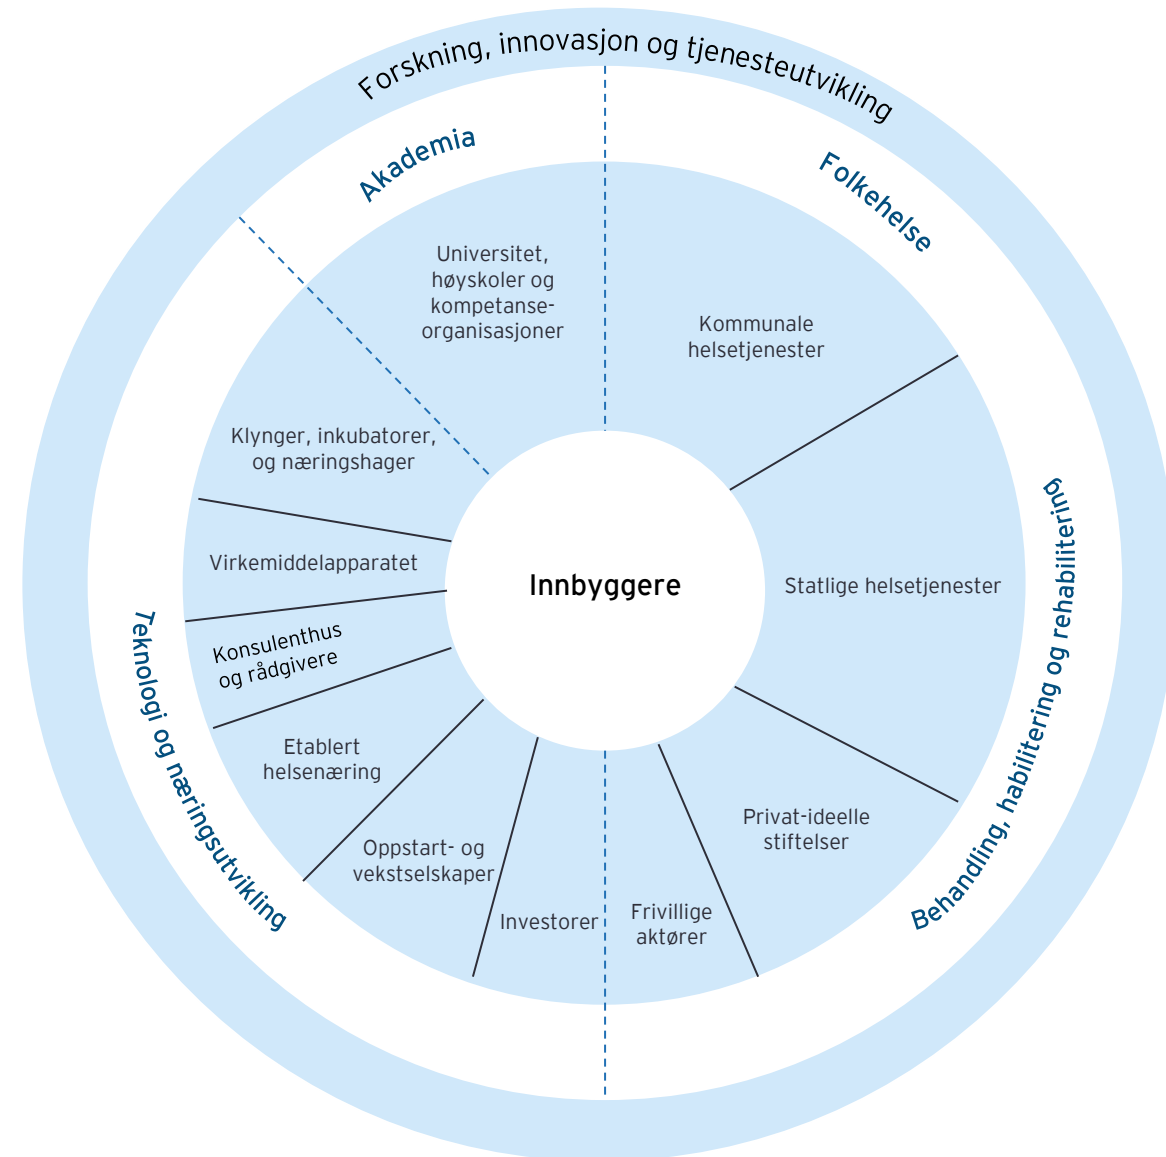 Forskning, innovasjon og tjenesteutvikling
Akademia
Folkehelse
Universitet,
høyskoler og
kompetanse-
organisasjoner
Kommunale
helsetjenester
Klynger, inkubatorer,
og næringshager
Virkemiddelapparatet
Innbyggere
Statlige helsetjenester
Behandling, habilitering og rehabilitering
Teknologi og næringsutvikling
Konsulenthus
og rådgivere
Etablert
helsenæring
Privat-ideelle
stiftelser
Oppstart- og
vekstselskaper
Investorer
Frivillige
aktører